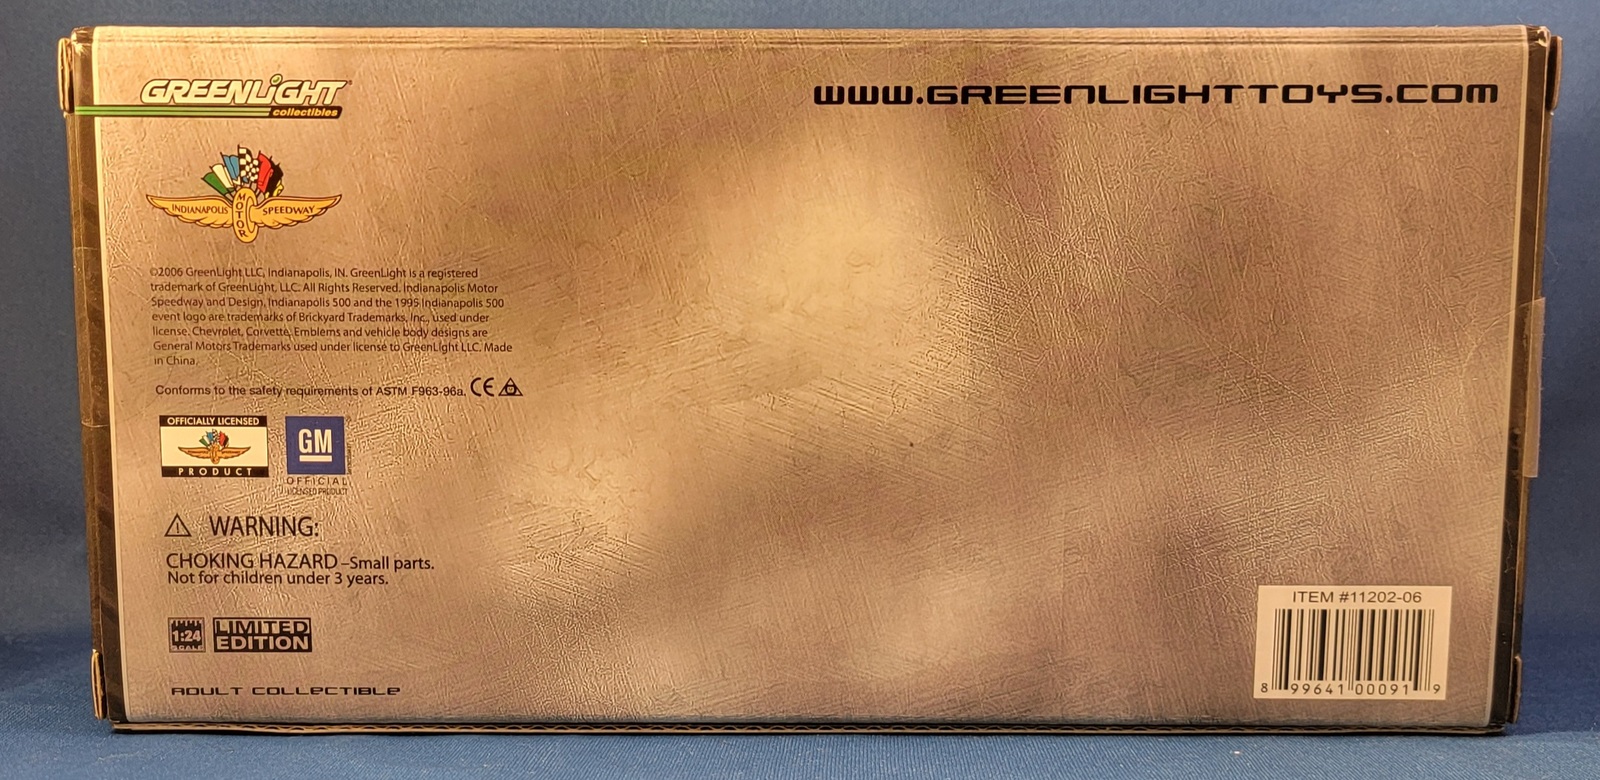 GREENLIGHT
collectibles
WWW.GREENLIGHTTOYS.COM
INDIANAPOLIS MOTOR SPEEDWAY
©2006 GreenLight LLC, Indianapolis, IN. GreenLight is a registered
trademark of GreenLight, LLC. All Rights Reserved. Indianapolis Motor
Speedway and Design, Indianapolis 500 and the 1995 Indianapolis 500
event logo are trademarks of Brickyard Trademarks, Inc., used under
license. Chevrolet, Corvette, Emblems and vehicle body designs are
General Motors Trademarks used under license to GreenLight LLC. Made
in China.
Conforms to the safety requirements of ASTM F963-96a. CE
OFFICIALLY LICENSED
PRODUCT
GM
OFFICIAL
LICENSED PRODUCT
WARNING:
CHOKING HAZARD –Small parts.
Not for children under 3 years.
1:24
SCALE
LIMITED
EDITION
ADULT COLLECTIBLE
ITEM #11202-06
8 99641 00091 9